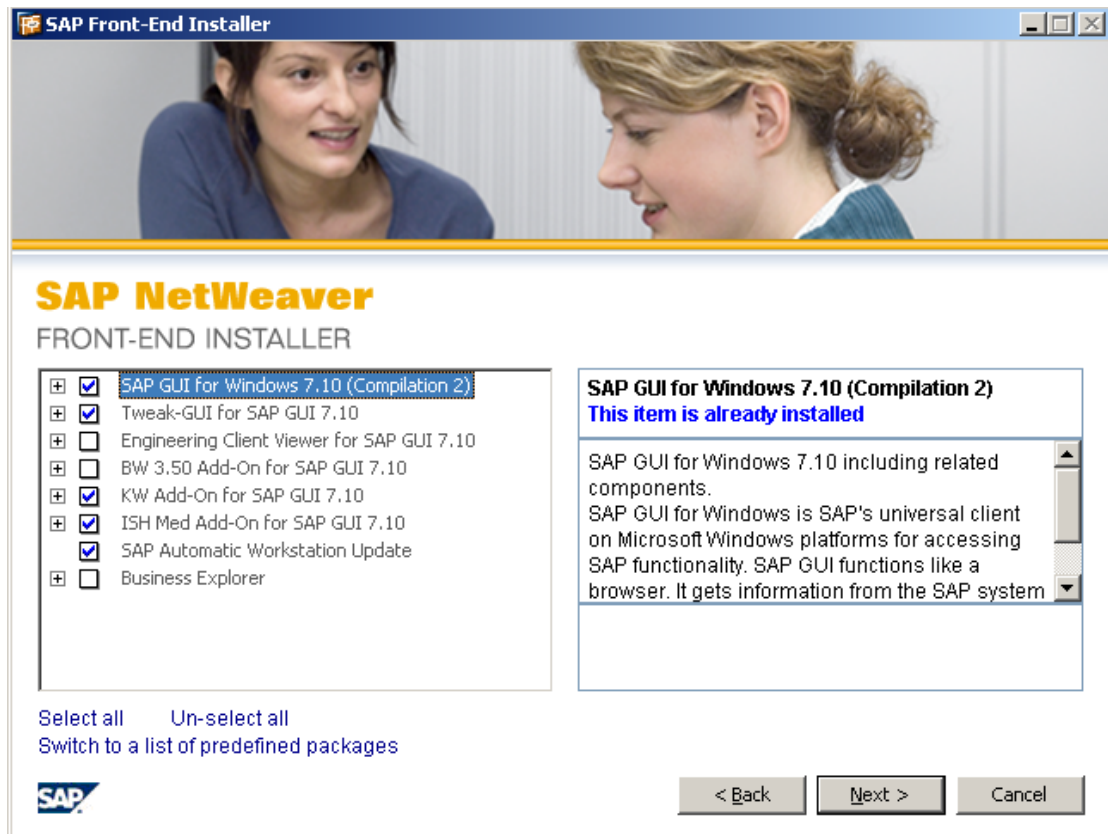 SAP Front-End Installer
SAP NetWeaver
FRONT-END INSTALLER
SAP GUI for Windows 7.10 (Compilation 2)
Tweak-GUI for SAP GUI 7.10
Engineering Client Viewer for SAP GUI 7.10
BW 3.50 Add-On for SAP GUI 7.10
KW Add-On for SAP GUI 7.10
ISH Med Add-On for SAP GUI 7.10
SAP Automatic Workstation Update
Business Explorer
SAP GUI for Windows 7.10 (Compilation 2)
This item is already installed
SAP GUI for Windows 7.10 including related
components.
SAP GUI for Windows is SAP's universal client
on Microsoft Windows platforms for accessing
SAP functionality. SAP GUI functions like a
browser. It gets information from the SAP system
Select all Un-select all
Switch to a list of predefined packages
SAP
< Back Next > Cancel